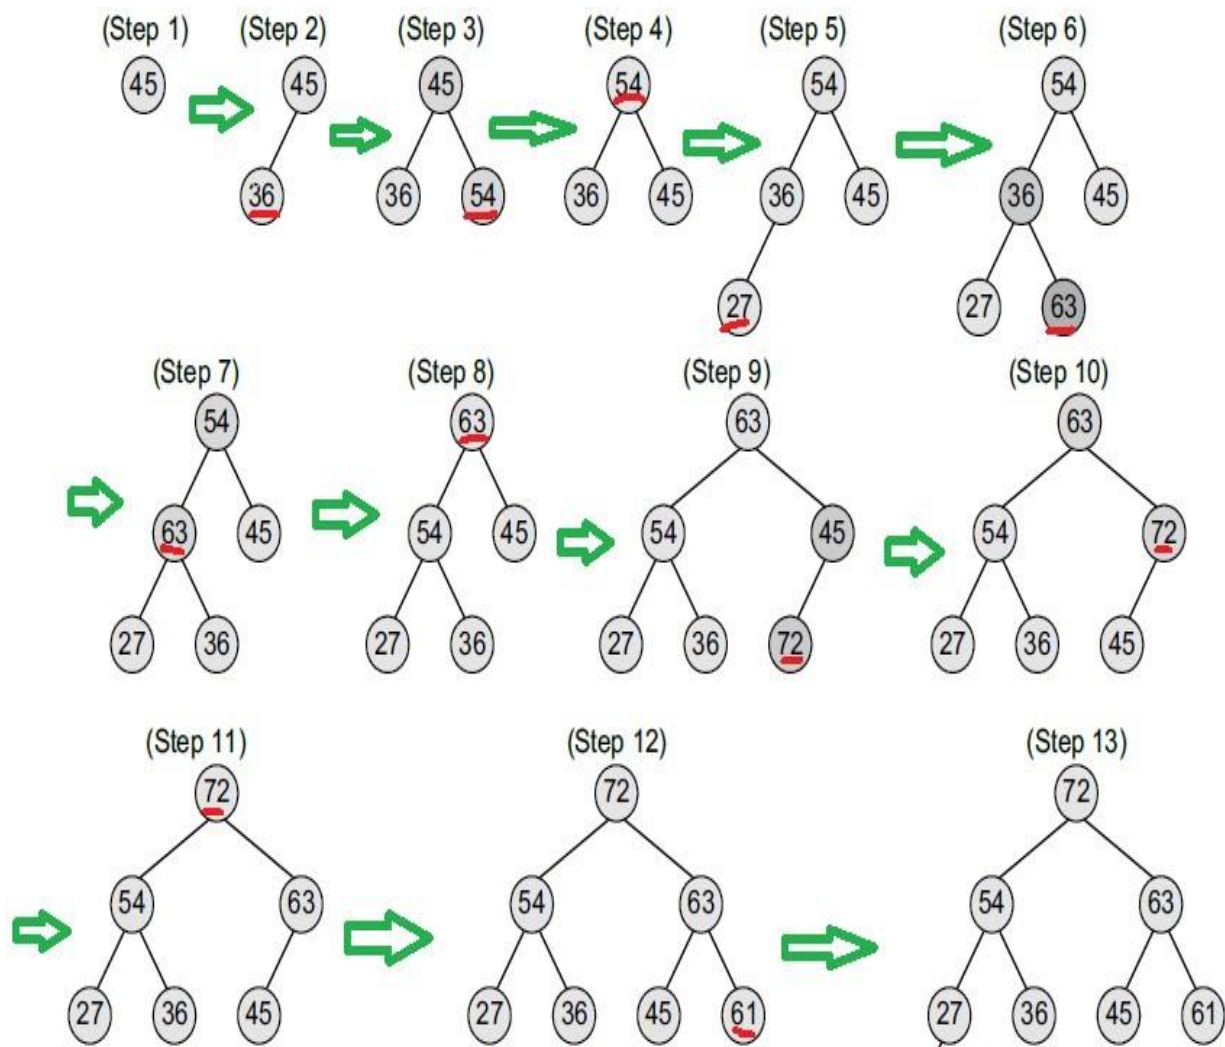 (Step 1) (Step 2) (Step 3) (Step 4) (Step 5) (Step 6)
45 45 45 54 54 54
36 36 54 36 45 36 45 36 45
27 27 63
(Step 7) (Step 8) (Step 9) (Step 10)
54 63 63 63
63 45 54 45 54 45 54 72
27 36 27 36 27 36 72 27 36 45
(Step 11) (Step 12) (Step 13)
72 72 72
54 63 54 63 54 63
27 36 45 27 36 45 61 27 36 45 61